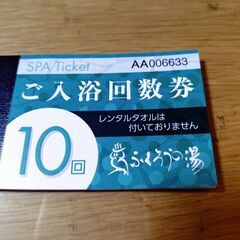 SPA/Ticket
AA006633
ご入浴回数券
レンタルタオルは
付いておりません
10回
ふくろうの湯